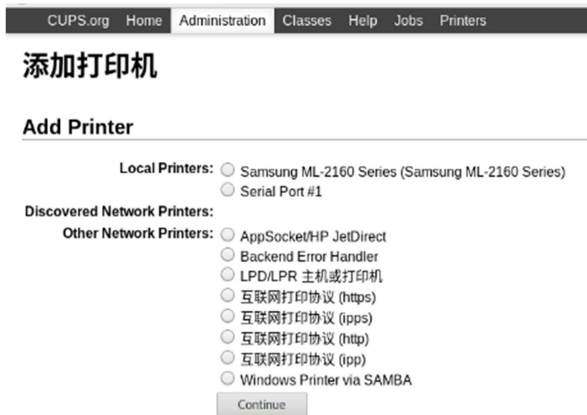 CUPS.org Home Administration Classes Help Jobs Printers
添加打印机
Add Printer
Local Printers: Samsung ML-2160 Series (Samsung ML-2160 Series)
Serial Port #1
Discovered Network Printers:
Other Network Printers: AppSocket/HP JetDirect
Backend Error Handler
LPD/LPR 主机或打印机
互联网打印协议 (https)
互联网打印协议 (ipps)
互联网打印协议 (http)
互联网打印协议 (ipp)
Windows Printer via SAMBA
Continue